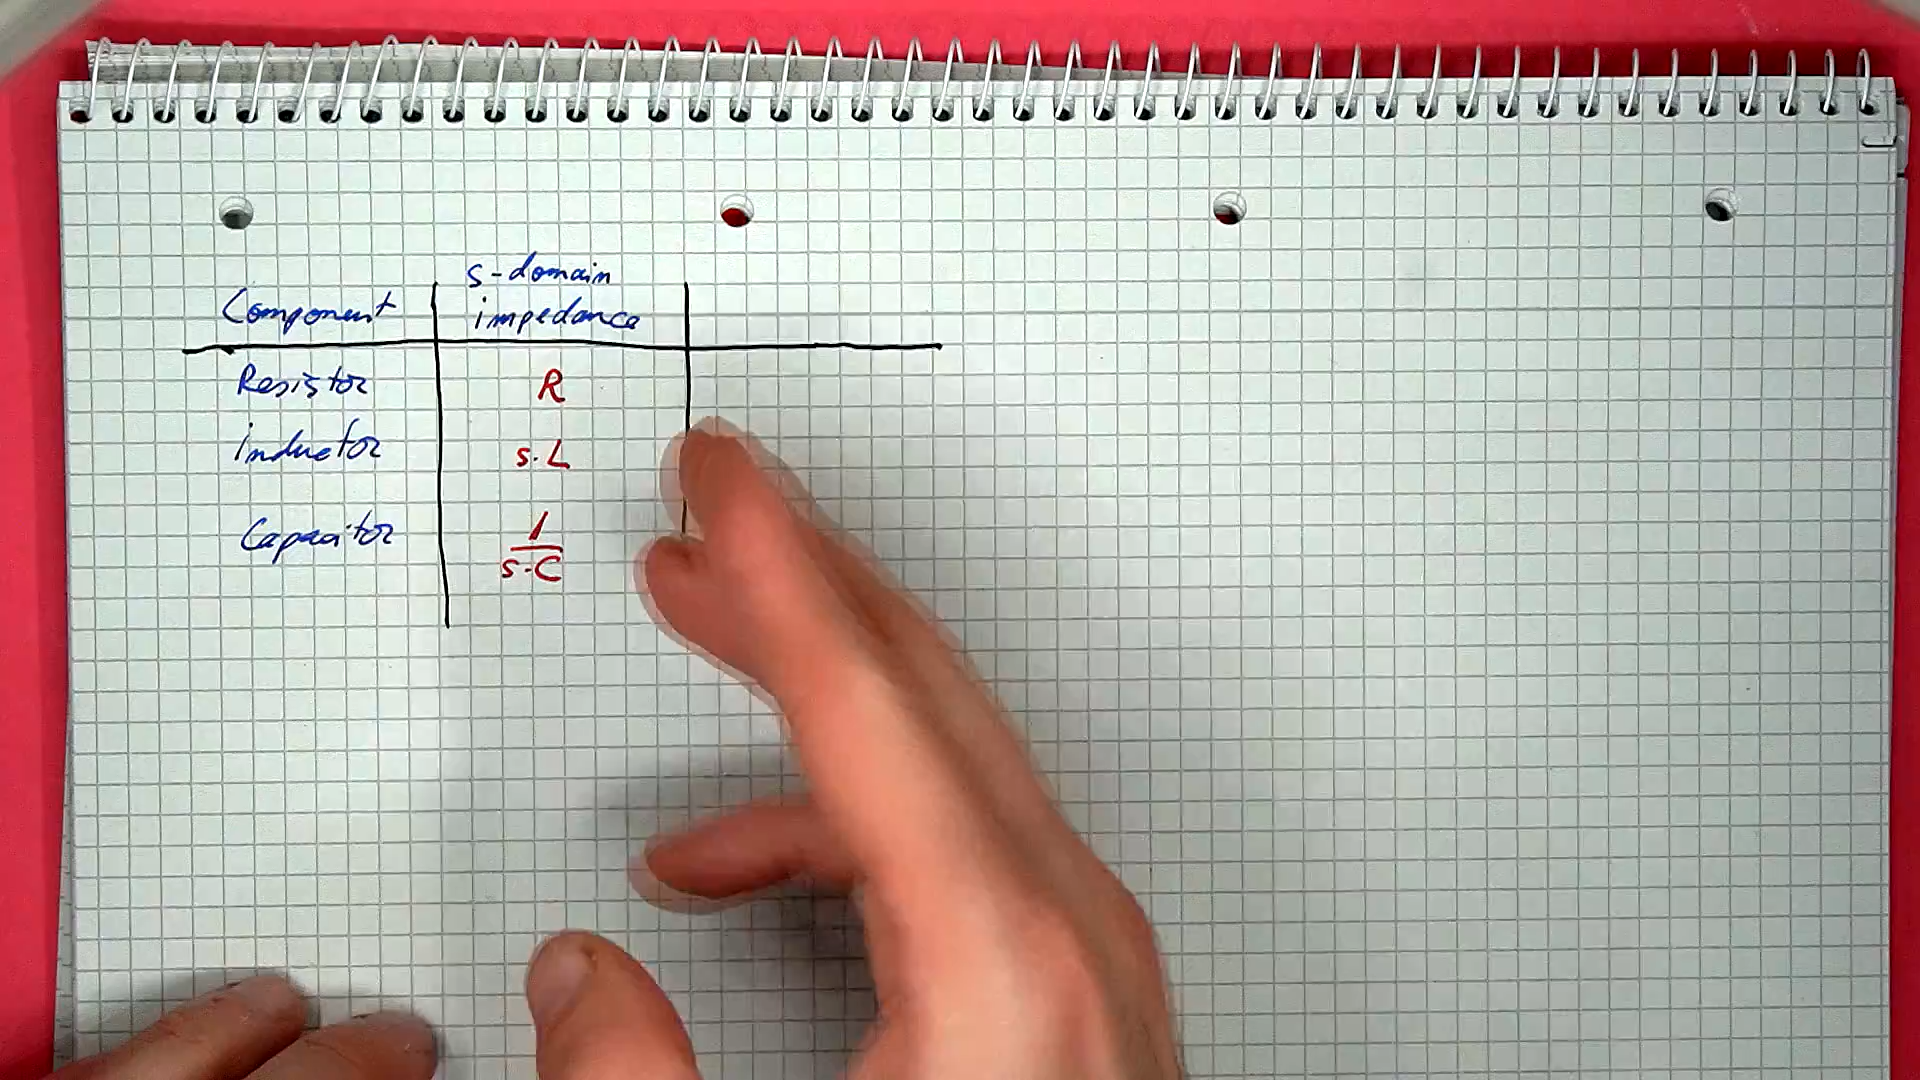 Component
s-domain
impedance
Resistor
R
inductor
s·L
Capacitor
1
s·C